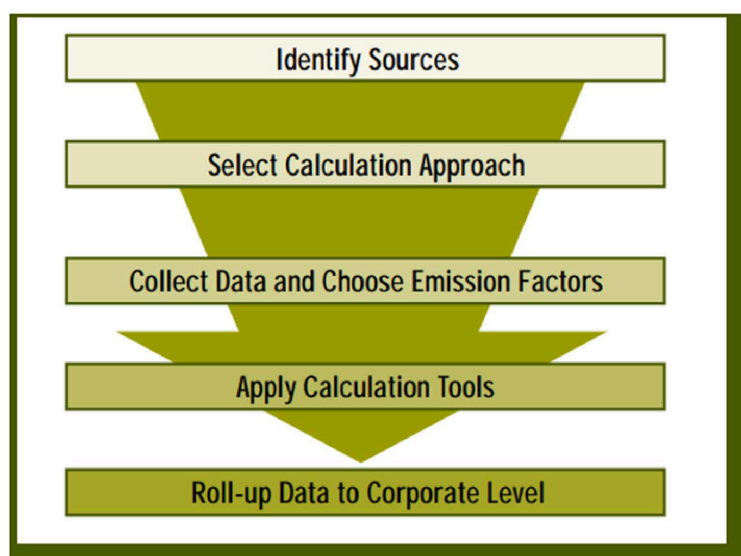 Identify Sources
Select Calculation Approach
Collect Data and Choose Emission Factors
Apply Calculation Tools
Roll-up Data to Corporate Level